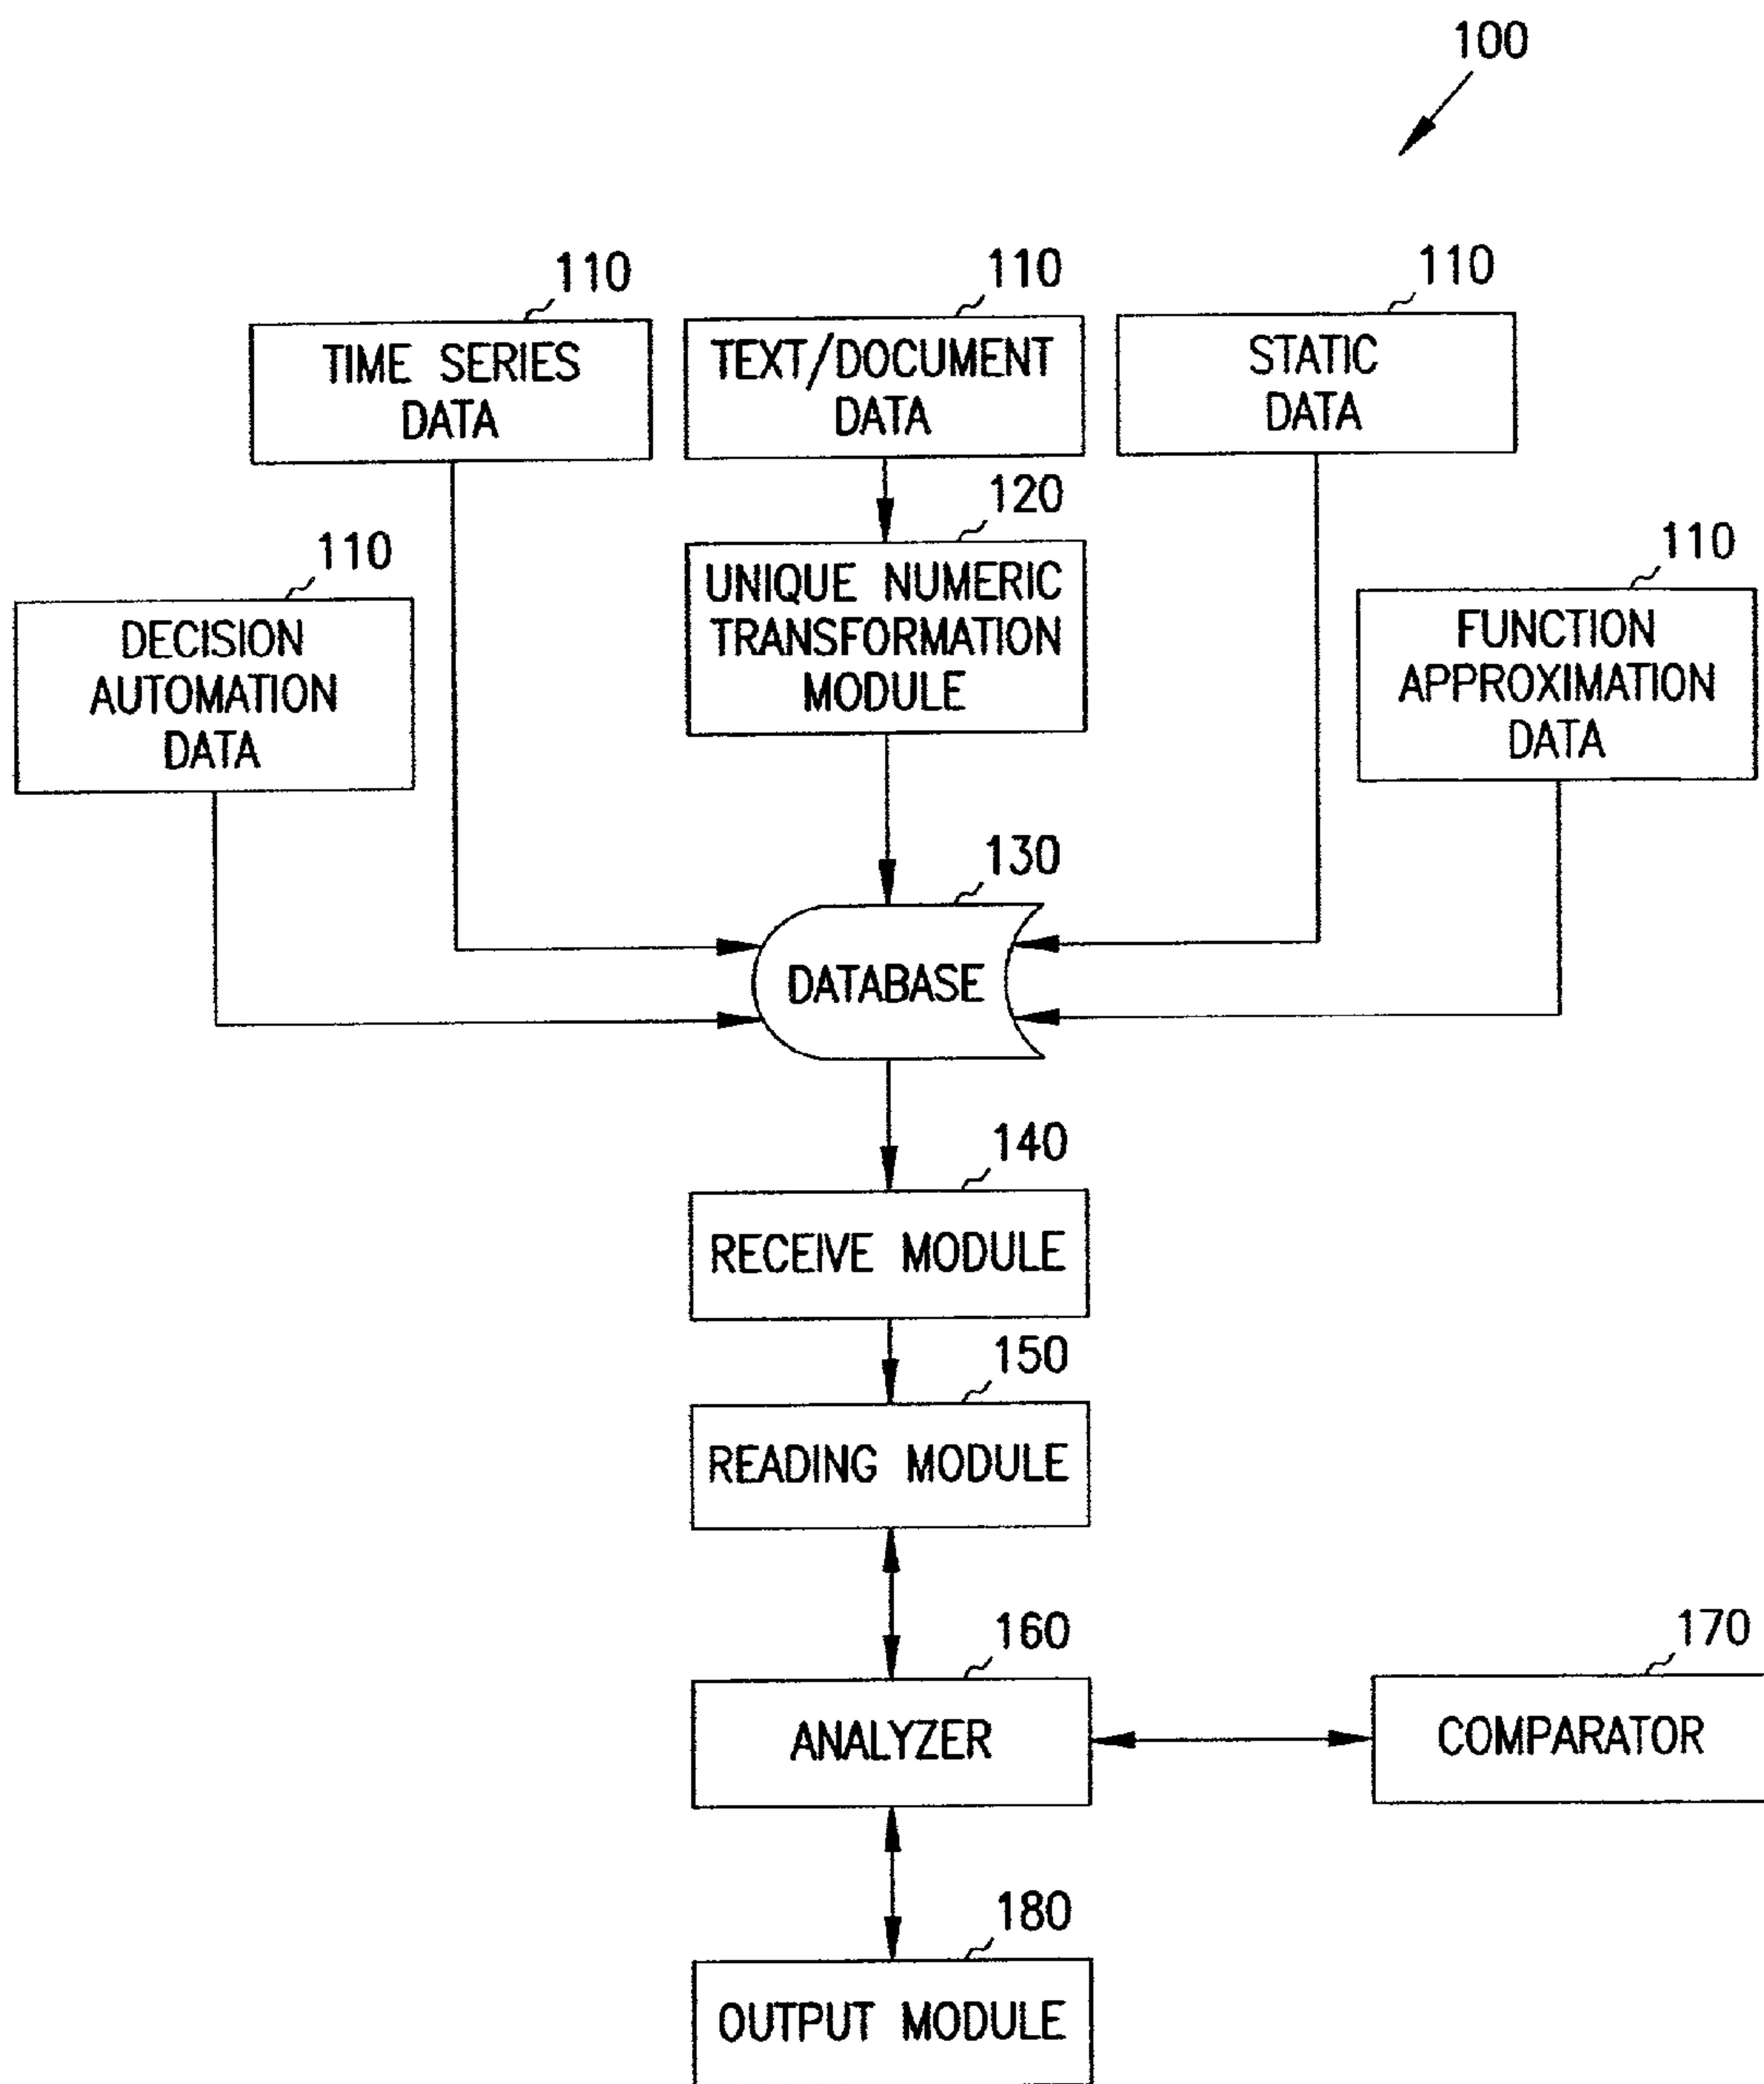 100
110
TIME SERIES
DATA
110
TEXT/DOCUMENT
DATA
110
STATIC
DATA
110
DECISION
AUTOMATION
DATA
120
UNIQUE NUMERIC
TRANSFORMATION
MODULE
110
FUNCTION
APPROXIMATION
DATA
130
DATABASE
140
RECEIVE MODULE
150
READING MODULE
160
ANALYZER
170
COMPARATOR
180
OUTPUT MODULE